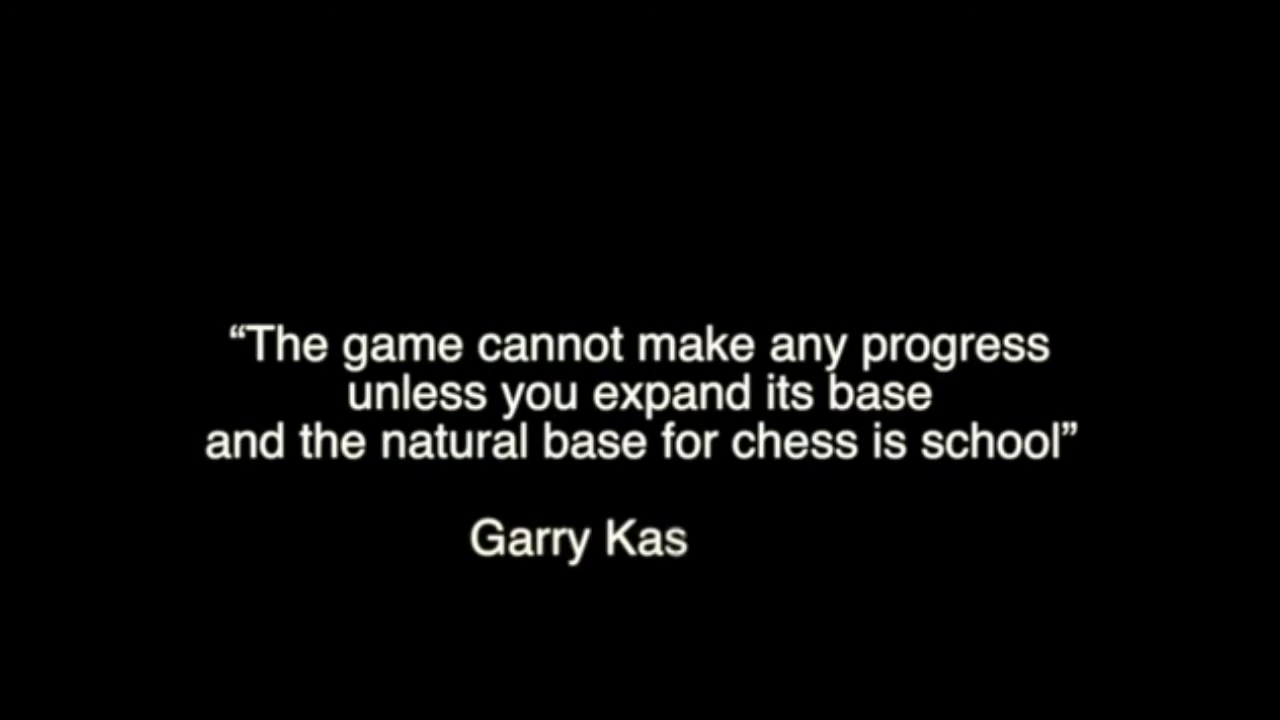 “The game cannot make any progress
unless you expand its base
and the natural base for chess is school”
Garry Kas